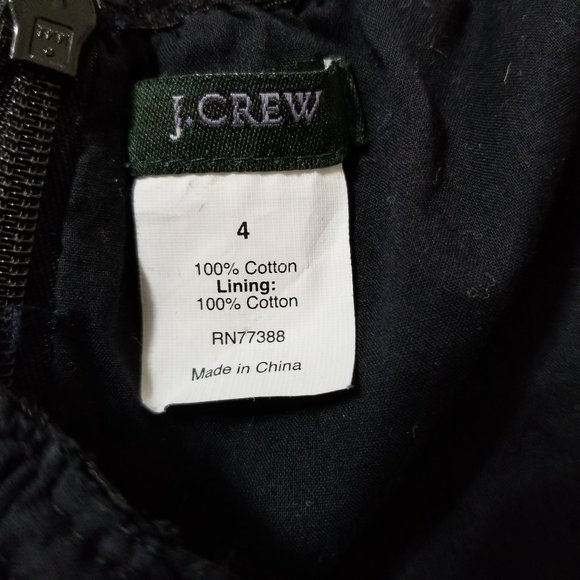 J.CREW
4
100% Cotton
Lining:
100% Cotton
RN77388
Made in China